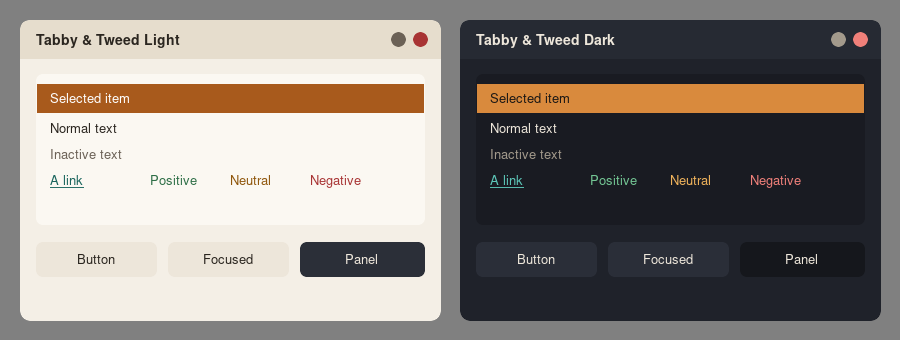 Tabby & Tweed Light
Selected item
Normal text
Inactive text
A link Positive Neutral Negative
Button Focused Panel
Tabby & Tweed Dark
Selected item
Normal text
Inactive text
A link Positive Neutral Negative
Button Focused Panel